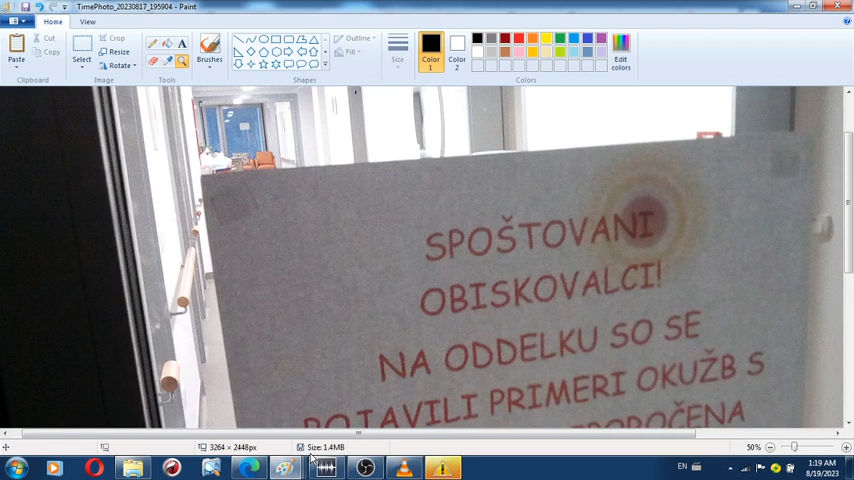 TimePhoto_20230817_195904 - Paint
Home
View
Paste
Cut
Copy
Clipboard
Select
Crop
Resize
Rotate
Image
Tools
Brushes
Shapes
Outline
Fill
Size
Color
1
Color
2
Edit
colors
Colors
SPOŠTOVANI
OBISKOVALCI!
NA ODDELKU SO SE
POJAVILI PRIMERI OKUŽB S
3264 × 2448px
Size: 1.4MB
50%
EN
1:19 AM
8/19/2023